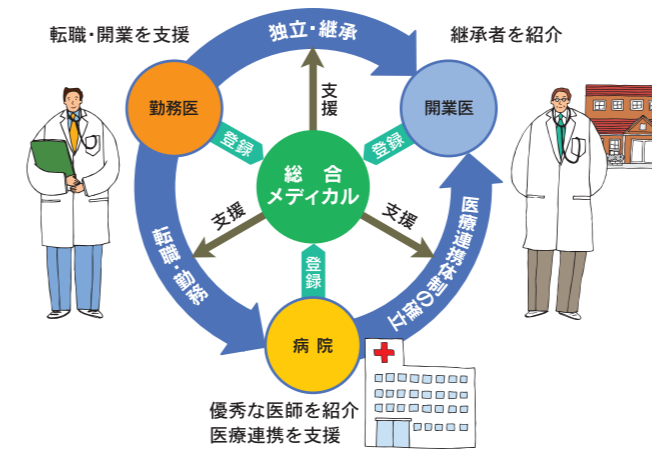 転職・開業を支援
独立・継承
継承者を紹介
勤務医
支援
開業医
登録
登録
総合
メディカル
支援
支援
転職・勤務
登録
医療連携体制の確立
病院
優秀な医師を紹介
医療連携を支援